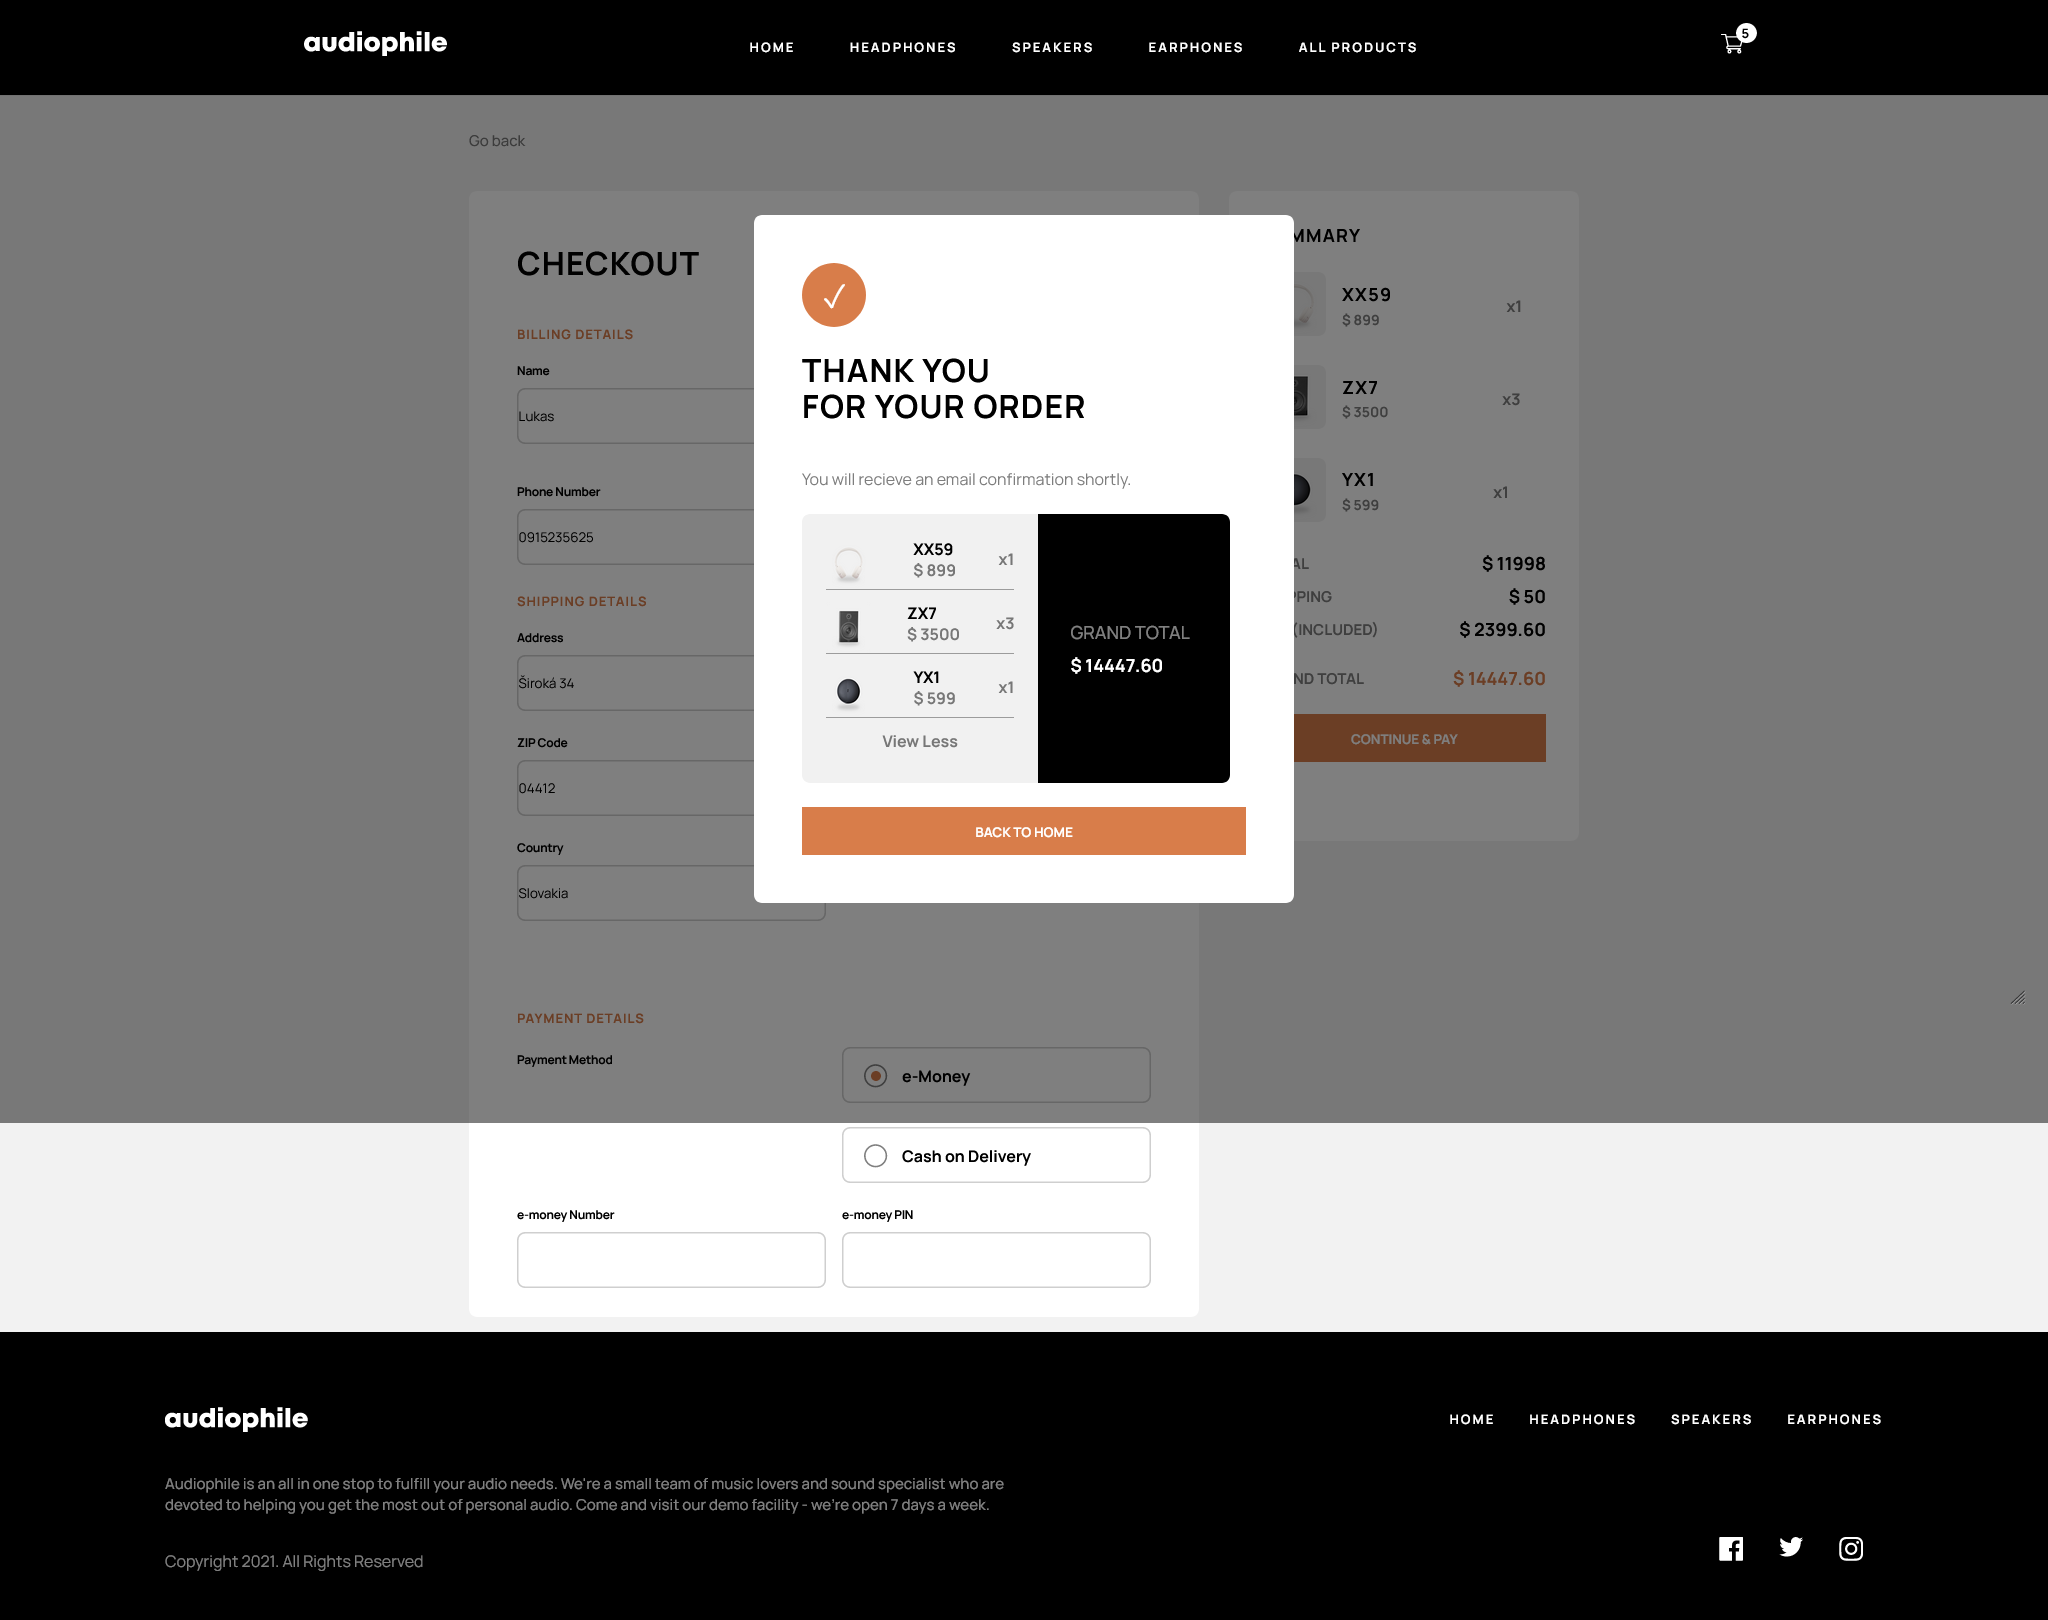 audiophile
HOME HEADPHONES SPEAKERS EARPHONES ALL PRODUCTS
5
Go back
CHECKOUT
BILLING DETAILS
Name
Lukas
Phone Number
0915235625
SHIPPING DETAILS
Address
Široká 34
ZIP Code
04412
Country
Slovakia
PAYMENT DETAILS
Payment Method
e-Money
Cash on Delivery
e-money Number
e-money PIN
THANK YOU
FOR YOUR ORDER
You will recieve an email confirmation shortly.
XX59
$ 899
x1
ZX7
$ 3500
x3
YX1
$ 599
x1
View Less
GRAND TOTAL
$ 14447.60
BACK TO HOME
MMARY
XX59
$ 899
x1
ZX7
$ 3500
x3
YX1
$ 599
x1
AL $ 11998
PPING $ 50
(INCLUDED) $ 2399.60
ND TOTAL $ 14447.60
CONTINUE & PAY
audiophile
HOME HEADPHONES SPEAKERS EARPHONES
Audiophile is an all in one stop to fulfill your audio needs. We're a small team of music lovers and sound specialist who are
devoted to helping you get the most out of personal audio. Come and visit our demo facility - we're open 7 days a week.
Copyright 2021. All Rights Reserved